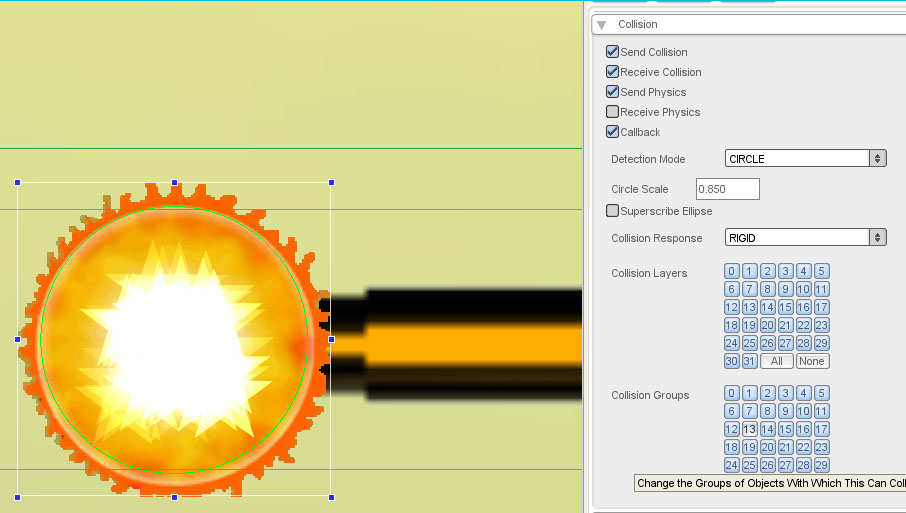 Collision
Send Collision
Receive Collision
Send Physics
Receive Physics
Callback
Detection Mode CIRCLE
Circle Scale 0.850
Superscribe Ellipse
Collision Response RIGID
Collision Layers 0 1 2 3 4 5
6 7 8 9 10 11
12 13 14 15 16 17
18 19 20 21 22 23
24 25 26 27 28 29
30 31 All None
Collision Groups 0 1 2 3 4 5
6 7 8 9 10 11
12 13 14 15 16 17
18 19 20 21 22 23
24 25 26 27 28 29
Change the Groups of Objects With Which This Can Coll